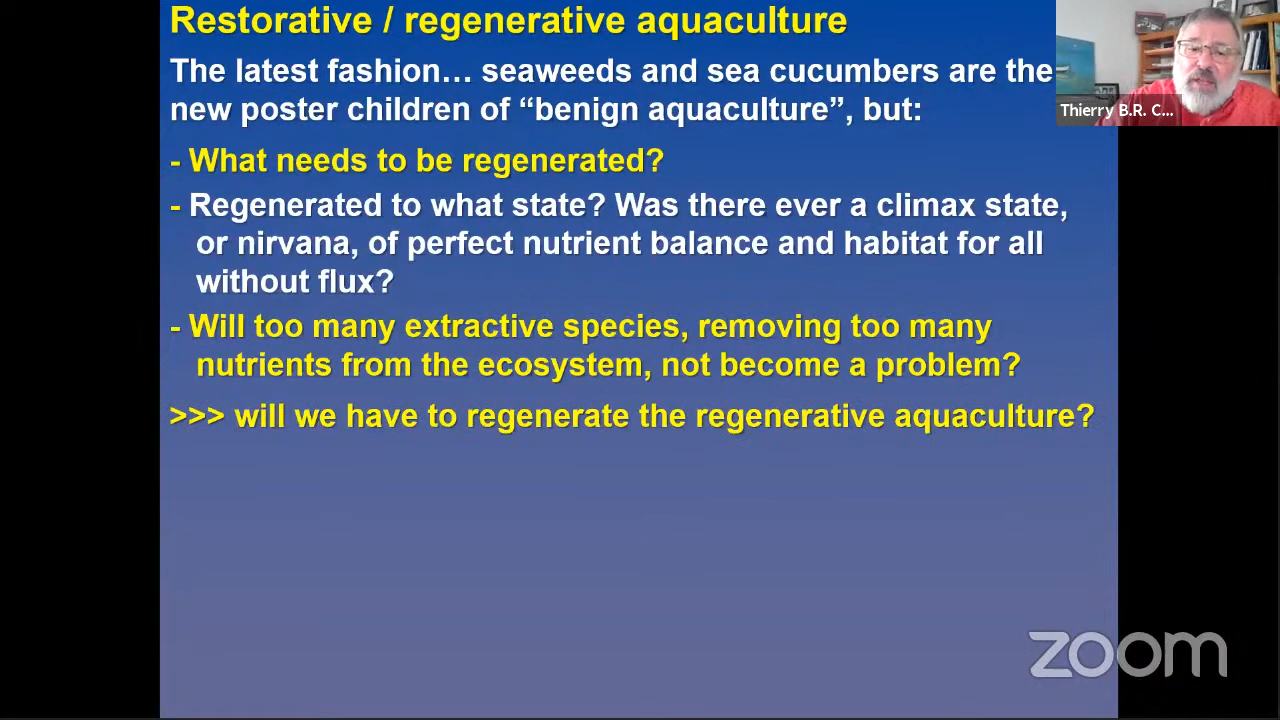 Restorative / regenerative aquaculture
The latest fashion… seaweeds and sea cucumbers are the
new poster children of “benign aquaculture”, but:
- What needs to be regenerated?
- Regenerated to what state? Was there ever a climax state,
or nirvana, of perfect nutrient balance and habitat for all
without flux?
- Will too many extractive species, removing too many
nutrients from the ecosystem, not become a problem?
>>> will we have to regenerate the regenerative aquaculture?
Thierry B.R. C...
zoom